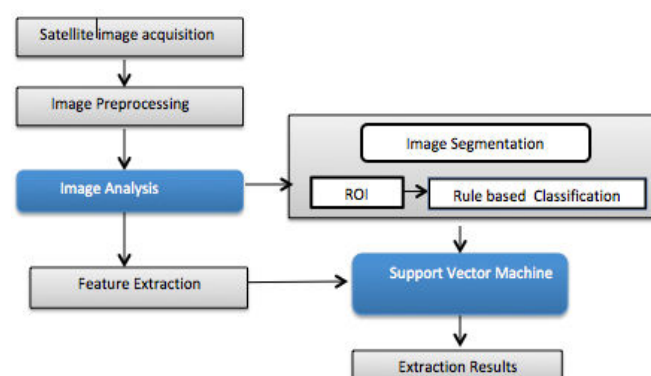 Satellite image acquisition
Image Preprocessing
Image Analysis
Image Segmentation
ROI
Rule based Classification
Feature Extraction
Support Vector Machine
Extraction Results